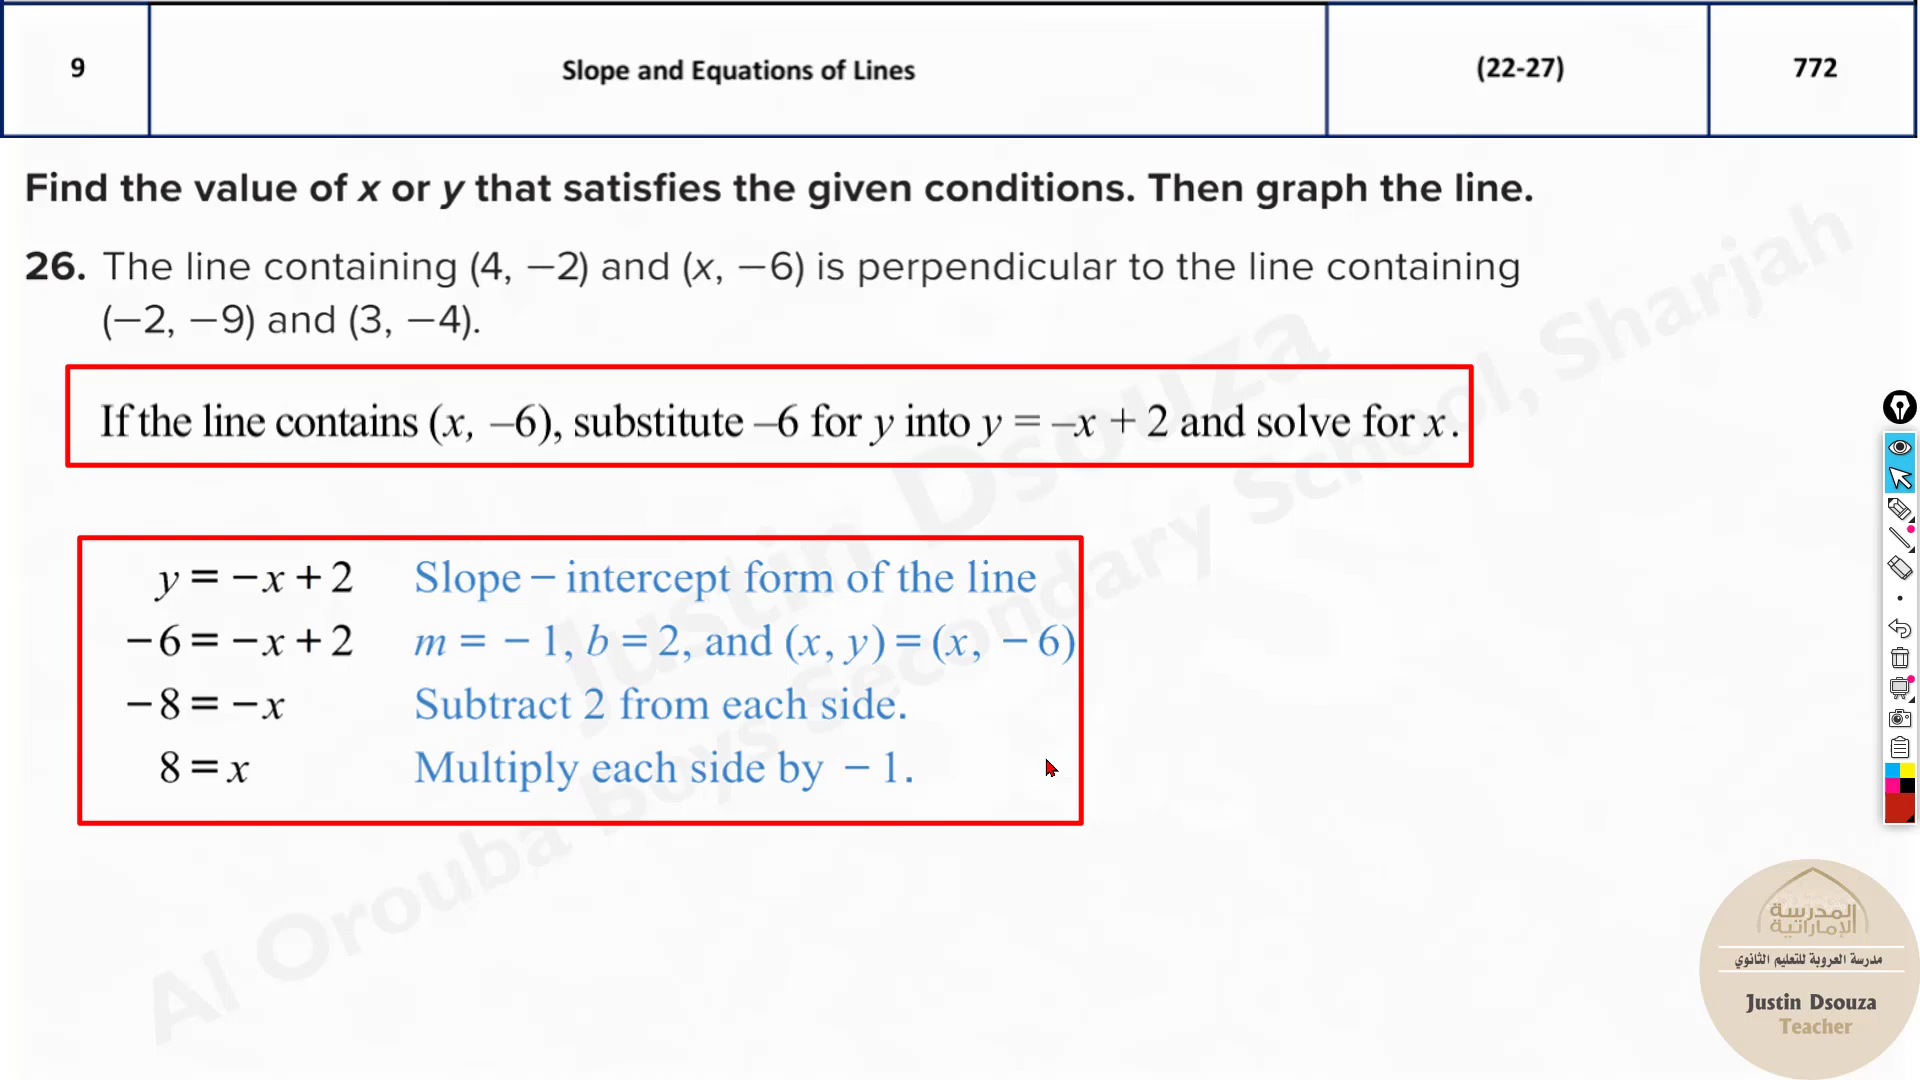 9 Slope and Equations of Lines (22-27) 772
Find the value of x or y that satisfies the given conditions. Then graph the line.
26. The line containing (4, −2) and (x, −6) is perpendicular to the line containing
(−2, −9) and (3, −4).
If the line contains (x, –6), substitute –6 for y into y = –x + 2 and solve for x.
y = −x + 2 Slope − intercept form of the line
−6 = −x + 2 m = −1, b = 2, and (x, y) = (x, −6)
−8 = −x Subtract 2 from each side.
8 = x Multiply each side by −1.
Justin Dsouza
Al Orouba Boys Secondary School, Sharjah
المدرسة
الإماراتية
مدرسة العروبة للتعليم الثانوي
Justin Dsouza
Teacher